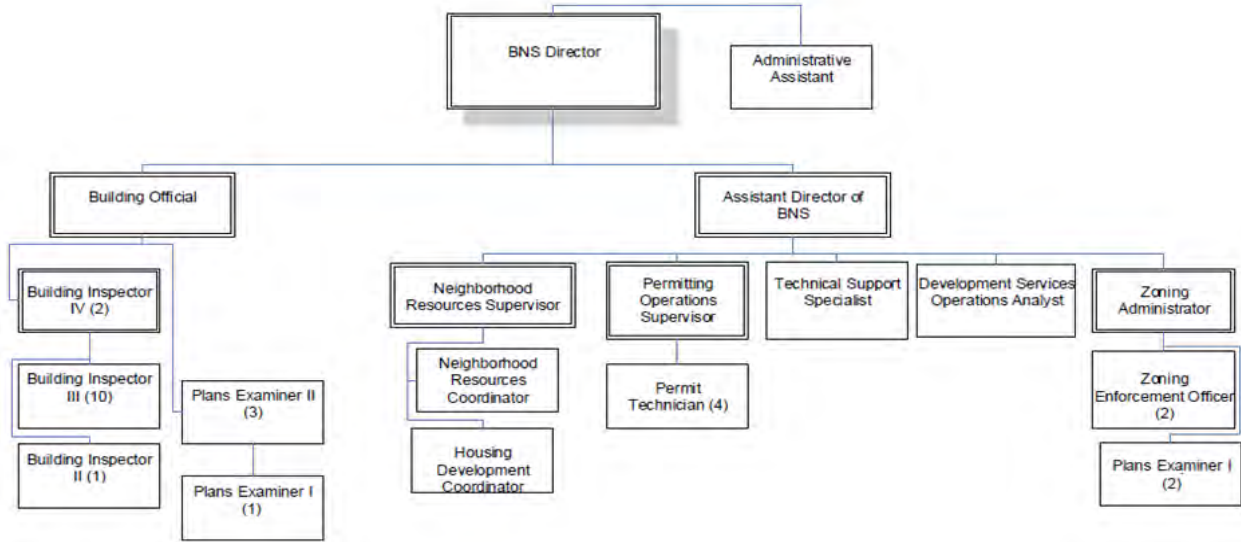 BNS Director
Administrative
Assistant
Building Official
Assistant Director of
BNS
Building Inspector
IV (2)
Neighborhood
Resources Supervisor
Permitting
Operations
Supervisor
Technical Support
Specialist
Development Services
Operations Analyst
Zoning
Administrator
Building Inspector
III (10)
Plans Examiner II
(3)
Neighborhood
Resources
Coordinator
Permit
Technician (4)
Zoning
Enforcement Officer
(2)
Building Inspector
II (1)
Plans Examiner I
(1)
Housing
Development
Coordinator
Plans Examiner I
(2)